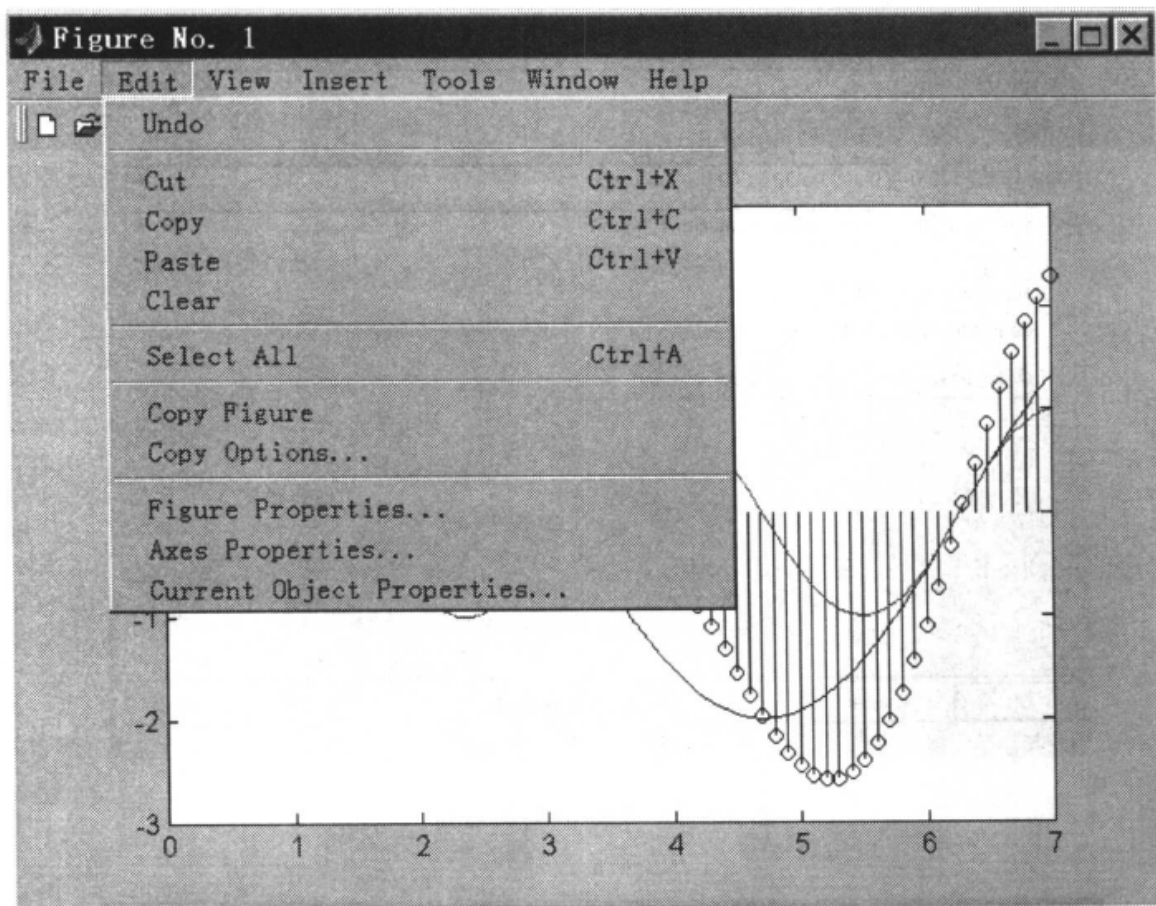 Figure No. 1
File Edit View Insert Tools Window Help
Undo
Cut Ctrl+X
Copy Ctrl+C
Paste Ctrl+V
Clear
Select All Ctrl+A
Copy Figure
Copy Options...
Figure Properties...
Axes Properties...
Current Object Properties...
-1
-2
-3
0 1 2 3 4 5 6 7